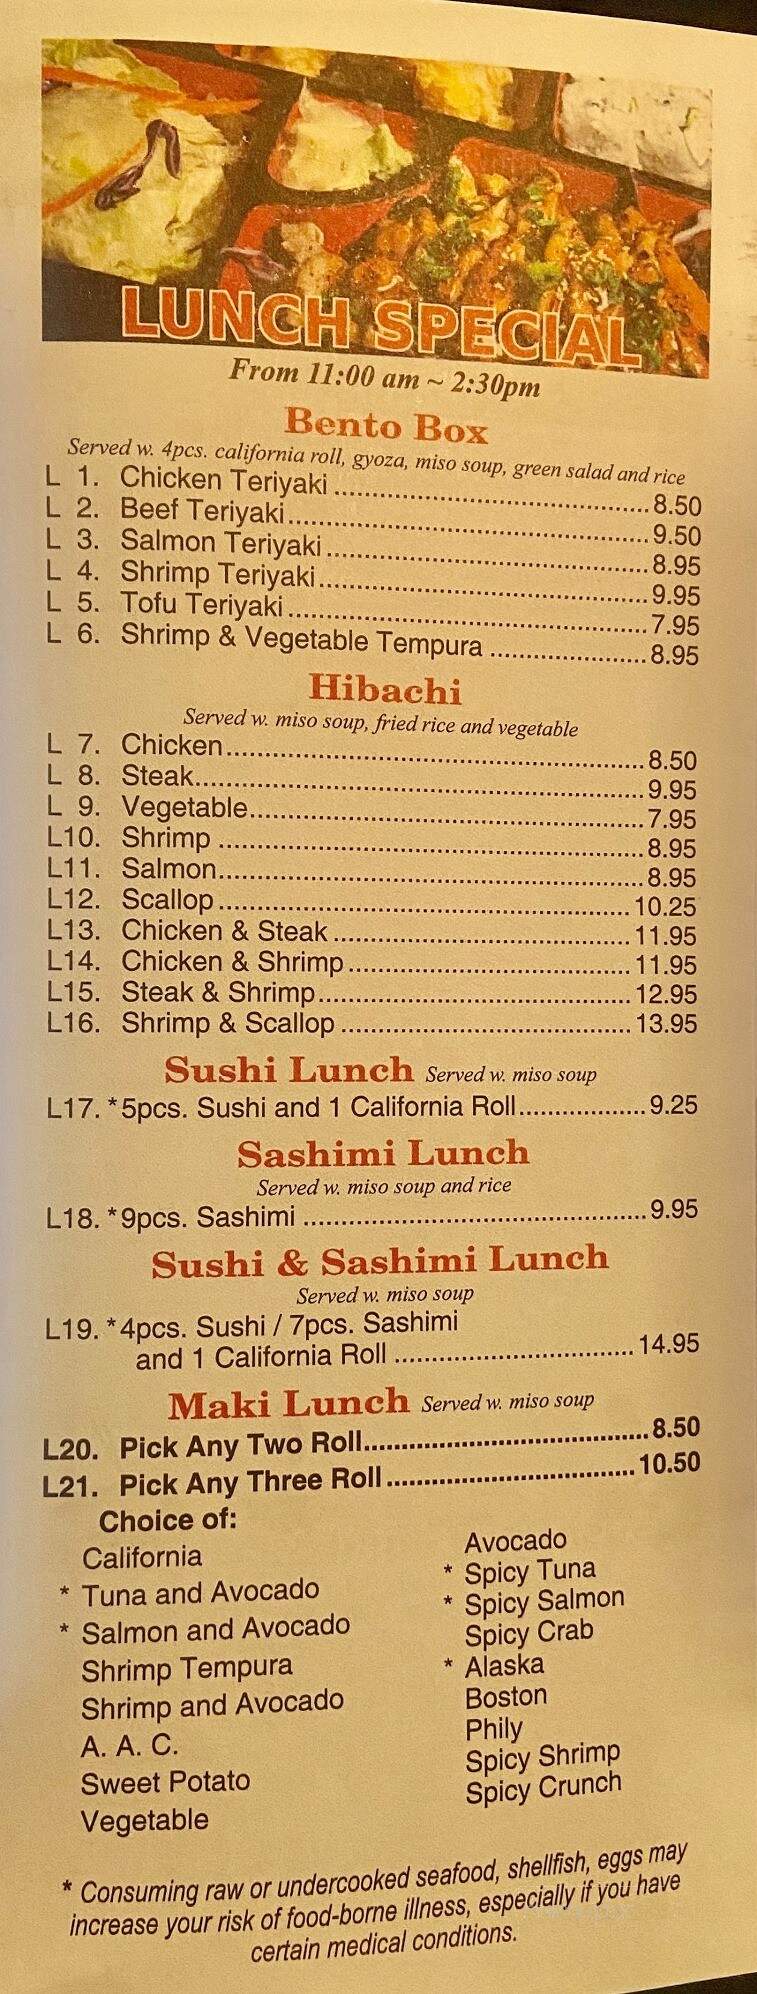 LUNCH SPECIAL
From 11:00 am ~ 2:30pm
Bento Box
Served w. 4pcs. california roll, gyoza, miso soup, green salad and rice
L 1. Chicken Teriyaki ........ 8.50
L 2. Beef Teriyaki ........ 9.50
L 3. Salmon Teriyaki ........ 8.95
L 4. Shrimp Teriyaki ........ 9.95
L 5. Tofu Teriyaki ........ 7.95
L 6. Shrimp & Vegetable Tempura ........ 8.95
Hibachi
Served w. miso soup, fried rice and vegetable
L 7. Chicken ........ 8.50
L 8. Steak ........ 9.95
L 9. Vegetable ........ 7.95
L10. Shrimp ........ 8.95
L11. Salmon ........ 8.95
L12. Scallop ........ 10.25
L13. Chicken & Steak ........ 11.95
L14. Chicken & Shrimp ........ 11.95
L15. Steak & Shrimp ........ 12.95
L16. Shrimp & Scallop ........ 13.95
Sushi Lunch Served w. miso soup
L17. *5pcs. Sushi and 1 California Roll ........ 9.25
Sashimi Lunch
Served w. miso soup and rice
L18. *9pcs. Sashimi ........ 9.95
Sushi & Sashimi Lunch
Served w. miso soup
L19. *4pcs. Sushi / 7pcs. Sashimi
and 1 California Roll ........ 14.95
Maki Lunch Served w. miso soup
L20. Pick Any Two Roll ........ 8.50
L21. Pick Any Three Roll ........ 10.50
Choice of:
California
* Tuna and Avocado
* Salmon and Avocado
Shrimp Tempura
Shrimp and Avocado
A. A. C.
Sweet Potato
Vegetable
Avocado
* Spicy Tuna
* Spicy Salmon
Spicy Crab
* Alaska
Boston
Phily
Spicy Shrimp
Spicy Crunch
* Consuming raw or undercooked seafood, shellfish, eggs may
increase your risk of food-borne illness, especially if you have
certain medical conditions.